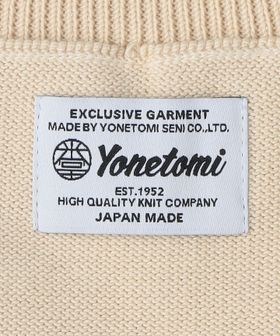 EXCLUSIVE GARMENT
MADE BY YONETOMI SENI CO.,LTD.
Yonetomi
EST.1952
HIGH QUALITY KNIT COMPANY
JAPAN MADE